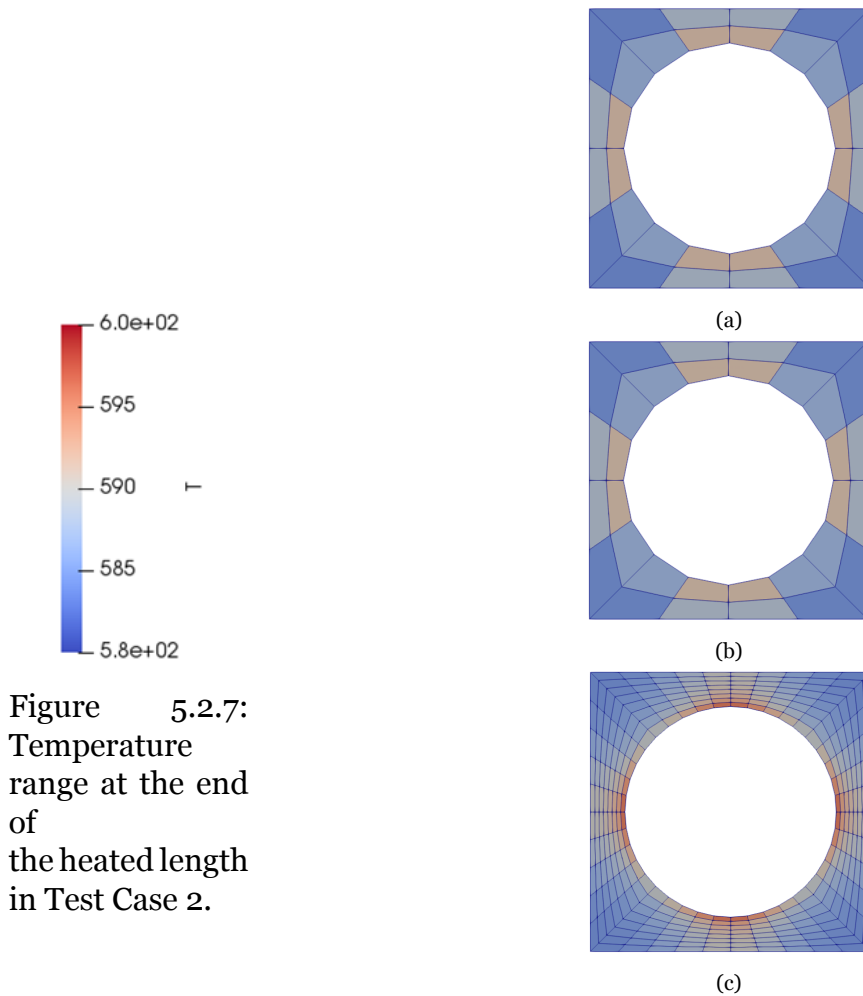 (a)
6.0e+02
595
590
T
585
5.8e+02
(b)
Figure 5.2.7:
Temperature
range at the end
of
the heated length
in Test Case 2.
(c)